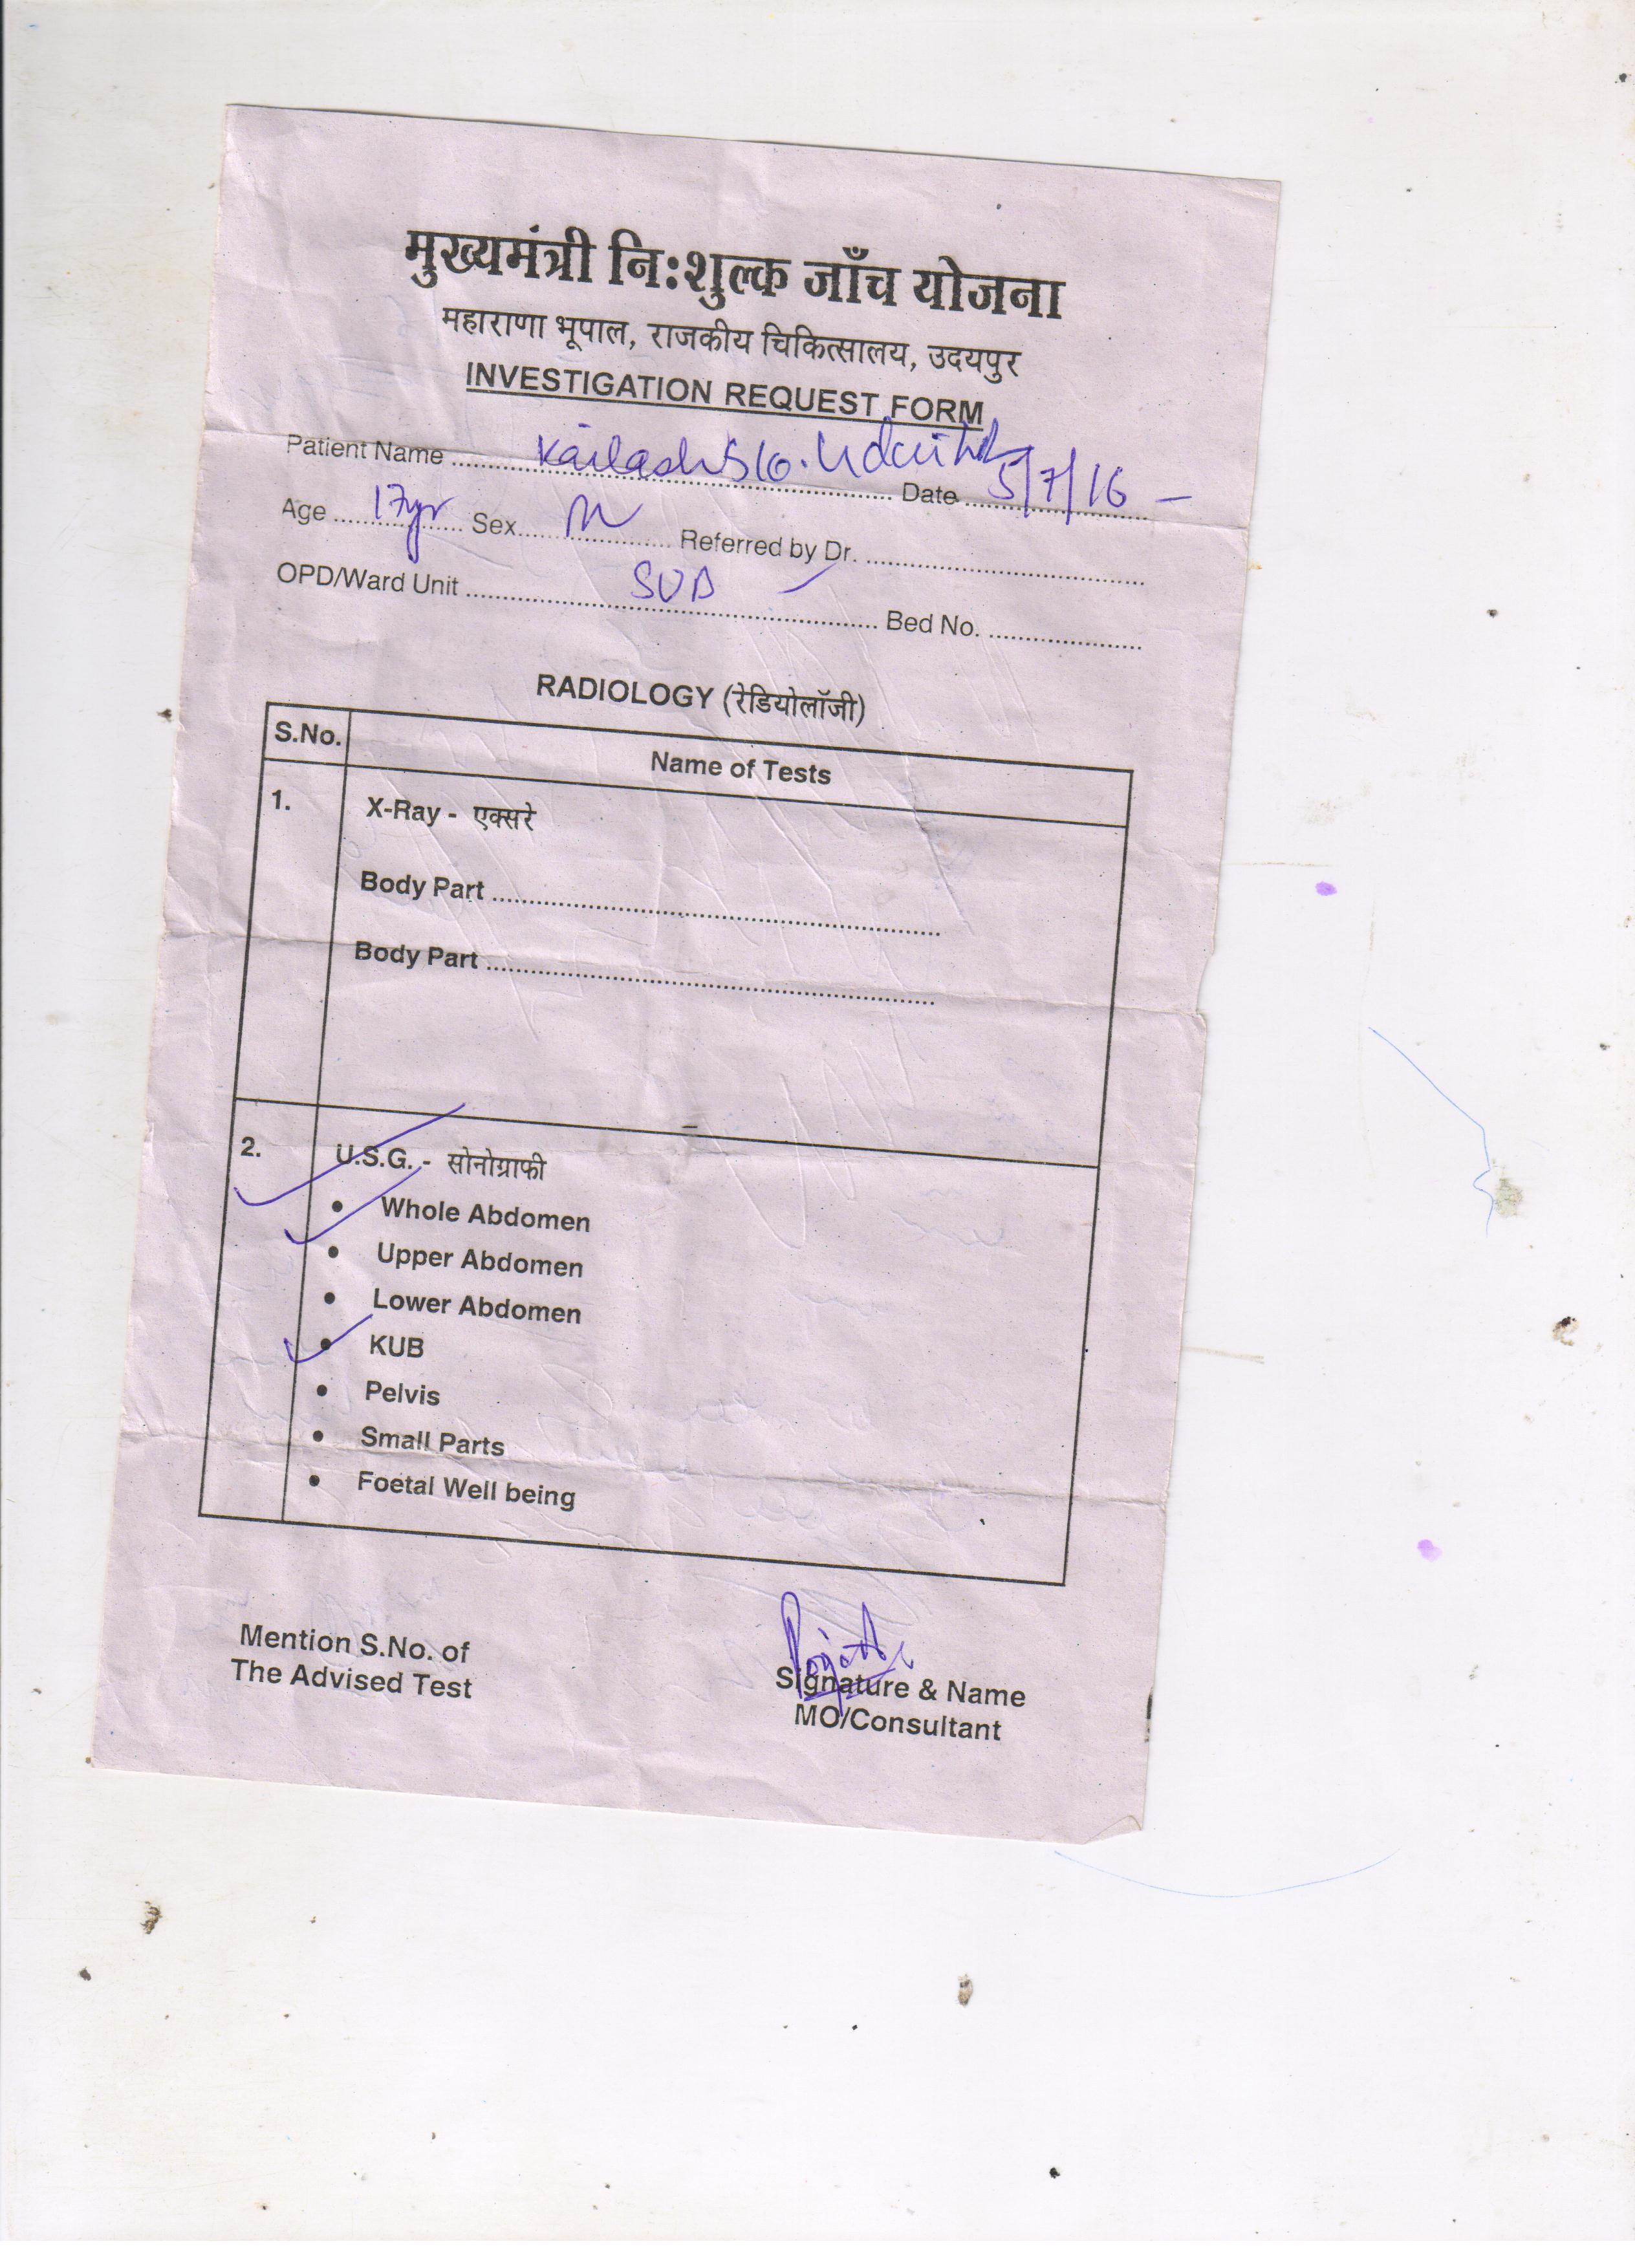 मुख्यमंत्री नि:शुल्क जाँच योजना
महाराणा भूपाल, राजकीय चिकित्सालय, उदयपुर
INVESTIGATION REQUEST FORM
Patient Name Kailash S/o. Date 5/7/16 -
Age 17yr Sex M Referred by Dr.
OPD/Ward Unit Bed No.
RADIOLOGY (रेडियोलॉजी)
S.No. Name of Tests
1. X-Ray - एक्सरे
Body Part
Body Part
2. U.S.G. - सोनोग्राफी
• Whole Abdomen
• Upper Abdomen
• Lower Abdomen
• KUB
• Pelvis
• Small Parts
• Foetal Well being
Mention S.No. of
The Advised Test
Signature & Name
MO/Consultant